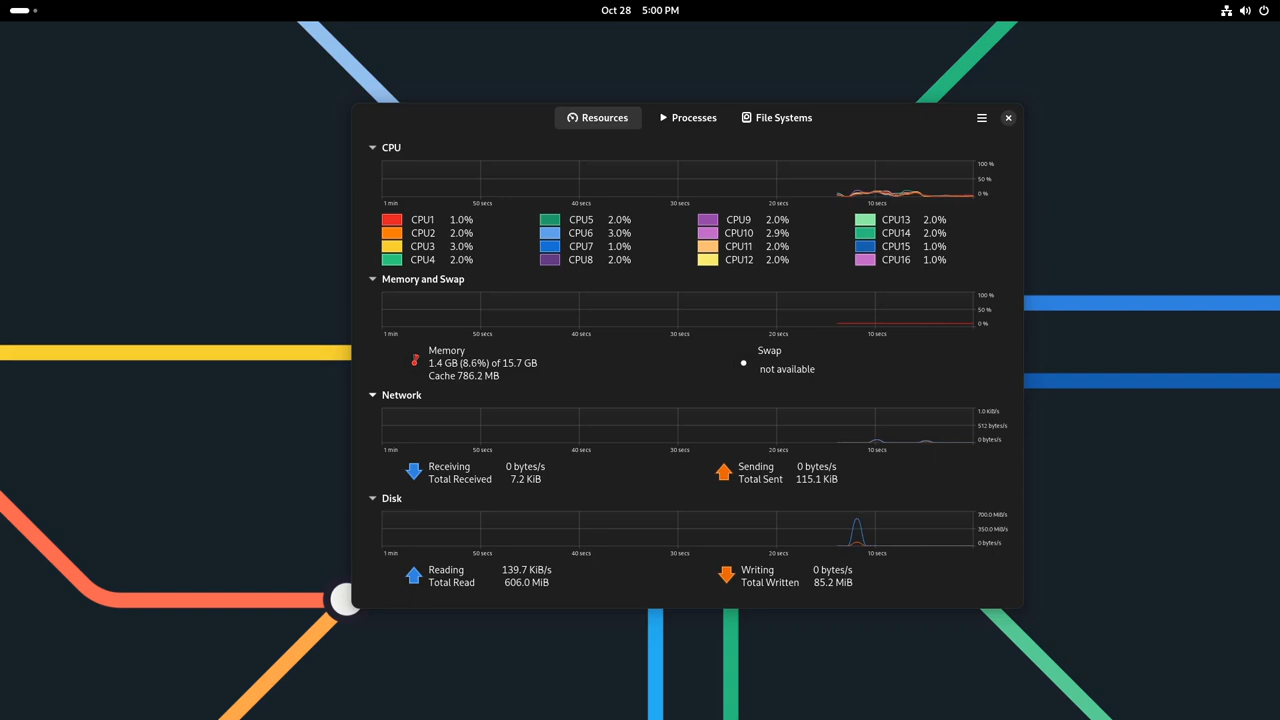 Oct 28 5:00 PM
Resources Processes File Systems
CPU
100 %
50 %
0 %
1 min 50 secs 40 secs 30 secs 20 secs 10 secs
CPU1 1.0% CPU5 2.0% CPU9 2.0% CPU13 2.0%
CPU2 2.0% CPU6 3.0% CPU10 2.9% CPU14 2.0%
CPU3 3.0% CPU7 1.0% CPU11 2.0% CPU15 1.0%
CPU4 2.0% CPU8 2.0% CPU12 2.0% CPU16 1.0%
Memory and Swap
100 %
50 %
0 %
1 min 50 secs 40 secs 30 secs 20 secs 10 secs
Memory
1.4 GB (8.6%) of 15.7 GB
Cache 786.2 MB
Swap
not available
Network
1.0 KiB/s
512 bytes/s
0 bytes/s
1 min 50 secs 40 secs 30 secs 20 secs 10 secs
Receiving 0 bytes/s Sending 0 bytes/s
Total Received 7.2 KiB Total Sent 115.1 KiB
Disk
700.0 MiB/s
350.0 MiB/s
0 bytes/s
1 min 50 secs 40 secs 30 secs 20 secs 10 secs
Reading 139.7 KiB/s Writing 0 bytes/s
Total Read 606.0 MiB Total Written 85.2 MiB